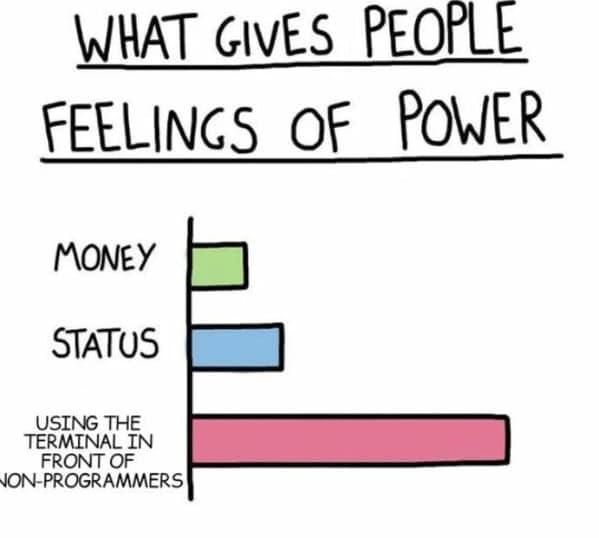 WHAT GIVES PEOPLE
FEELINGS OF POWER
MONEY
STATUS
USING THE
TERMINAL IN
FRONT OF
NON-PROGRAMMERS